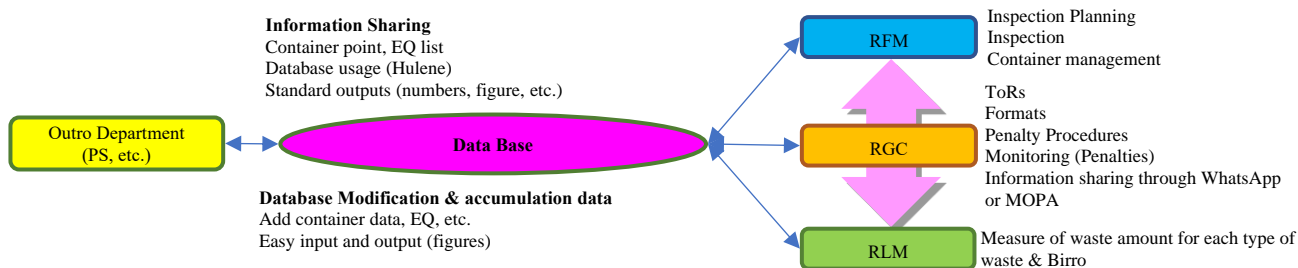 Information Sharing
Container point, EQ list
Database usage (Hulene)
Standard outputs (numbers, figure, etc.)
Outro Department
(PS, etc.)
Data Base
Database Modification & accumulation data
Add container data, EQ, etc.
Easy input and output (figures)
RFM
Inspection Planning
Inspection
Container management
RGC
ToRs
Formats
Penalty Procedures
Monitoring (Penalties)
Information sharing through WhatsApp
or MOPA
RLM
Measure of waste amount for each type of
waste & Birro